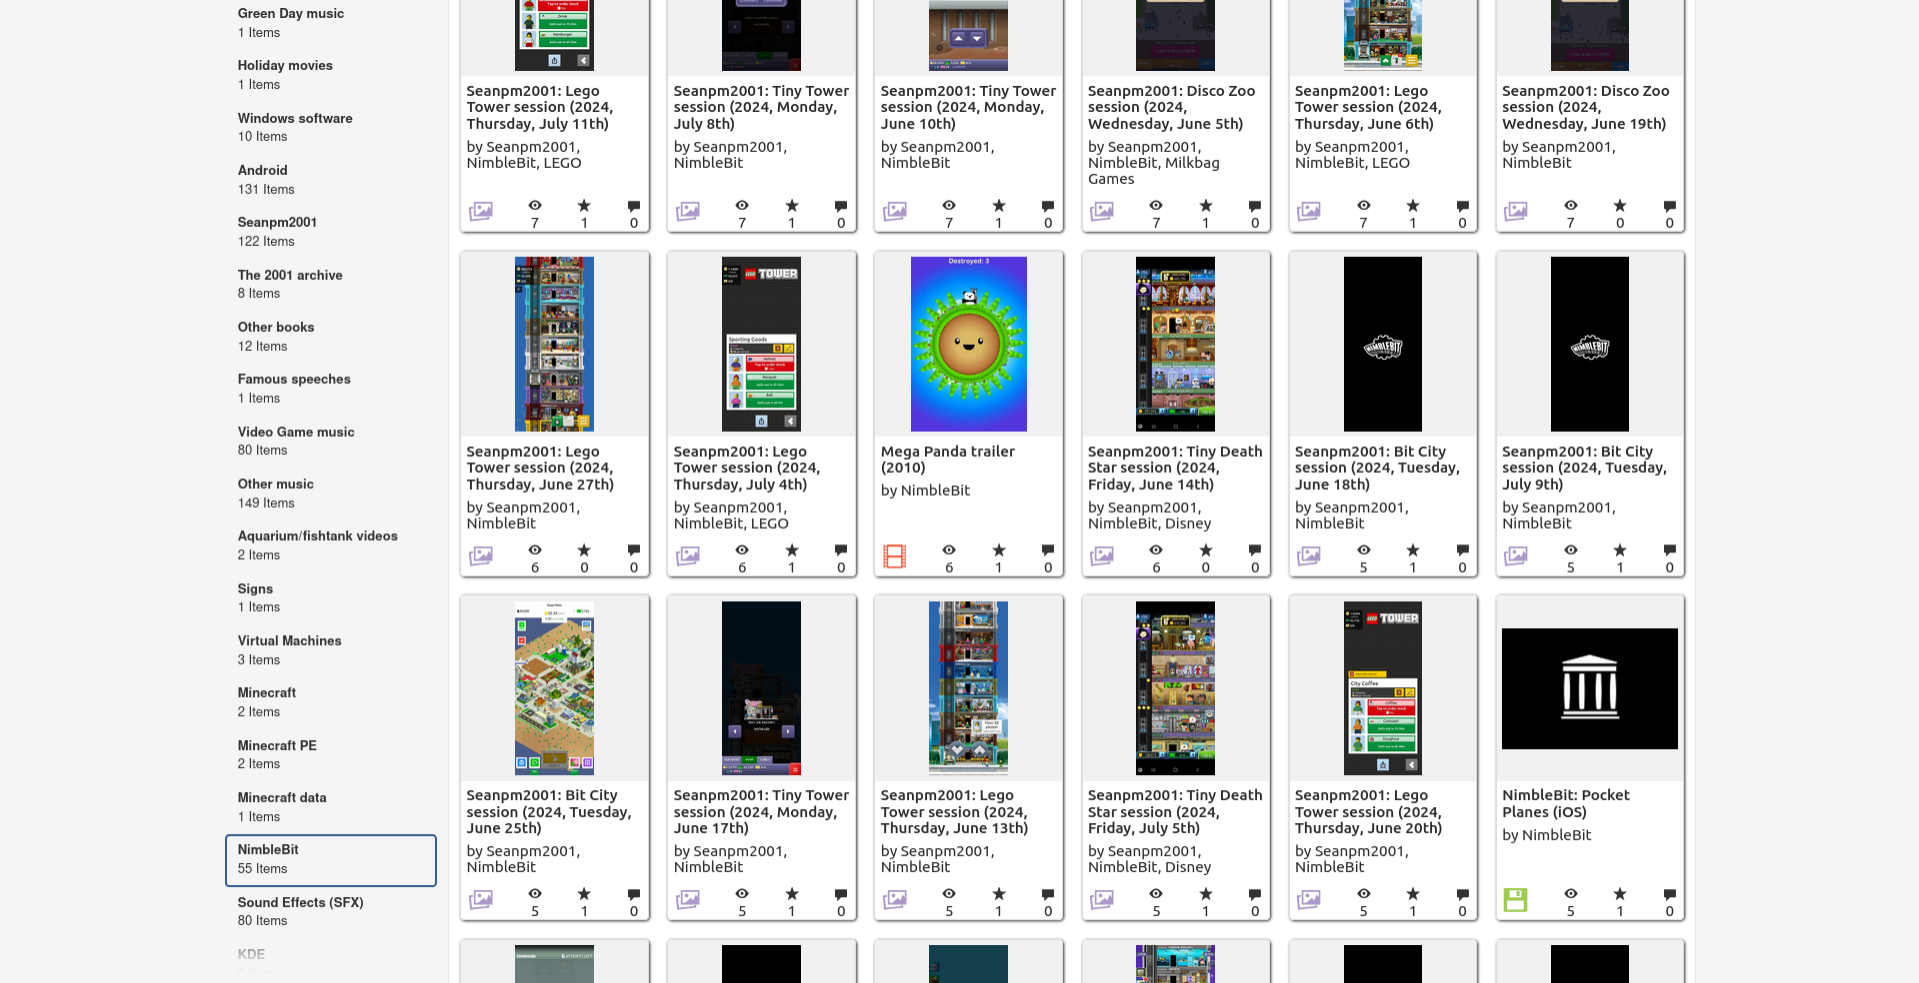 Green Day music
1 Items
Holiday movies
1 Items
Windows software
10 Items
Android
131 Items
Seanpm2001
122 Items
The 2001 archive
8 Items
Other books
12 Items
Famous speeches
1 Items
Video Game music
80 Items
Other music
149 Items
Aquarium/fishtank videos
2 Items
Signs
1 Items
Virtual Machines
3 Items
Minecraft
2 Items
Minecraft PE
2 Items
Minecraft data
1 Items
NimbleBit
55 Items
Sound Effects (SFX)
80 Items
KDE
Seanpm2001: Lego
Tower session (2024,
Thursday, July 11th)
by Seanpm2001,
NimbleBit, LEGO
7 1 0
Seanpm2001: Tiny Tower
session (2024, Monday,
July 8th)
by Seanpm2001,
NimbleBit
7 1 0
Seanpm2001: Tiny Tower
session (2024, Monday,
June 10th)
by Seanpm2001,
NimbleBit
7 1 0
Seanpm2001: Disco Zoo
session (2024,
Wednesday, June 5th)
by Seanpm2001,
NimbleBit, Milkbag
Games
7 1 0
Seanpm2001: Lego
Tower session (2024,
Thursday, June 6th)
by Seanpm2001,
NimbleBit, LEGO
7 1 0
Seanpm2001: Disco Zoo
session (2024,
Wednesday, June 19th)
by Seanpm2001,
NimbleBit
7 0 0
Seanpm2001: Lego
Tower session (2024,
Thursday, June 27th)
by Seanpm2001,
NimbleBit
6 0 0
LEGO TOWER
Sporting Goods
Seanpm2001: Lego
Tower session (2024,
Thursday, July 4th)
by Seanpm2001,
NimbleBit, LEGO
6 1 0
Destroyed: 3
Mega Panda trailer
(2010)
by NimbleBit
6 1 0
Seanpm2001: Tiny Death
Star session (2024,
Friday, June 14th)
by Seanpm2001,
NimbleBit, Disney
6 0 0
NIMBLEBIT
Seanpm2001: Bit City
session (2024, Tuesday,
June 18th)
by Seanpm2001,
NimbleBit
5 1 0
NIMBLEBIT
Seanpm2001: Bit City
session (2024, Tuesday,
July 9th)
by Seanpm2001,
NimbleBit
5 1 0
Seanpm2001: Bit City
session (2024, Tuesday,
June 25th)
by Seanpm2001,
NimbleBit
5 1 0
Seanpm2001: Tiny Tower
session (2024, Monday,
June 17th)
by Seanpm2001,
NimbleBit
5 1 0
Seanpm2001: Lego
Tower session (2024,
Thursday, June 13th)
by Seanpm2001,
NimbleBit
5 1 0
Seanpm2001: Tiny Death
Star session (2024,
Friday, July 5th)
by Seanpm2001,
NimbleBit, Disney
5 1 0
LEGO TOWER
City Coffee
Seanpm2001: Lego
Tower session (2024,
Thursday, June 20th)
by Seanpm2001,
NimbleBit
5 1 0
NimbleBit: Pocket
Planes (iOS)
by NimbleBit
5 1 0